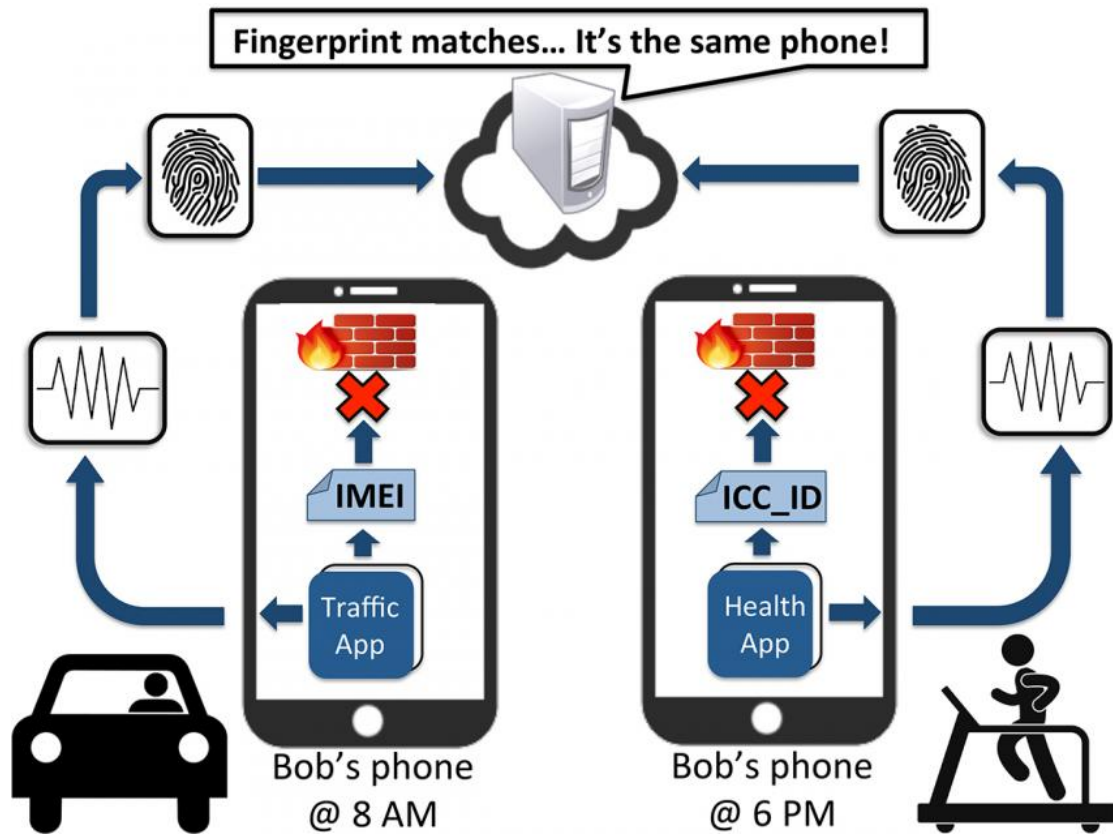 Fingerprint matches... It's the same phone!
IMEI
ICC_ID
Traffic
App
Health
App
Bob's phone
@ 8 AM
Bob's phone
@ 6 PM